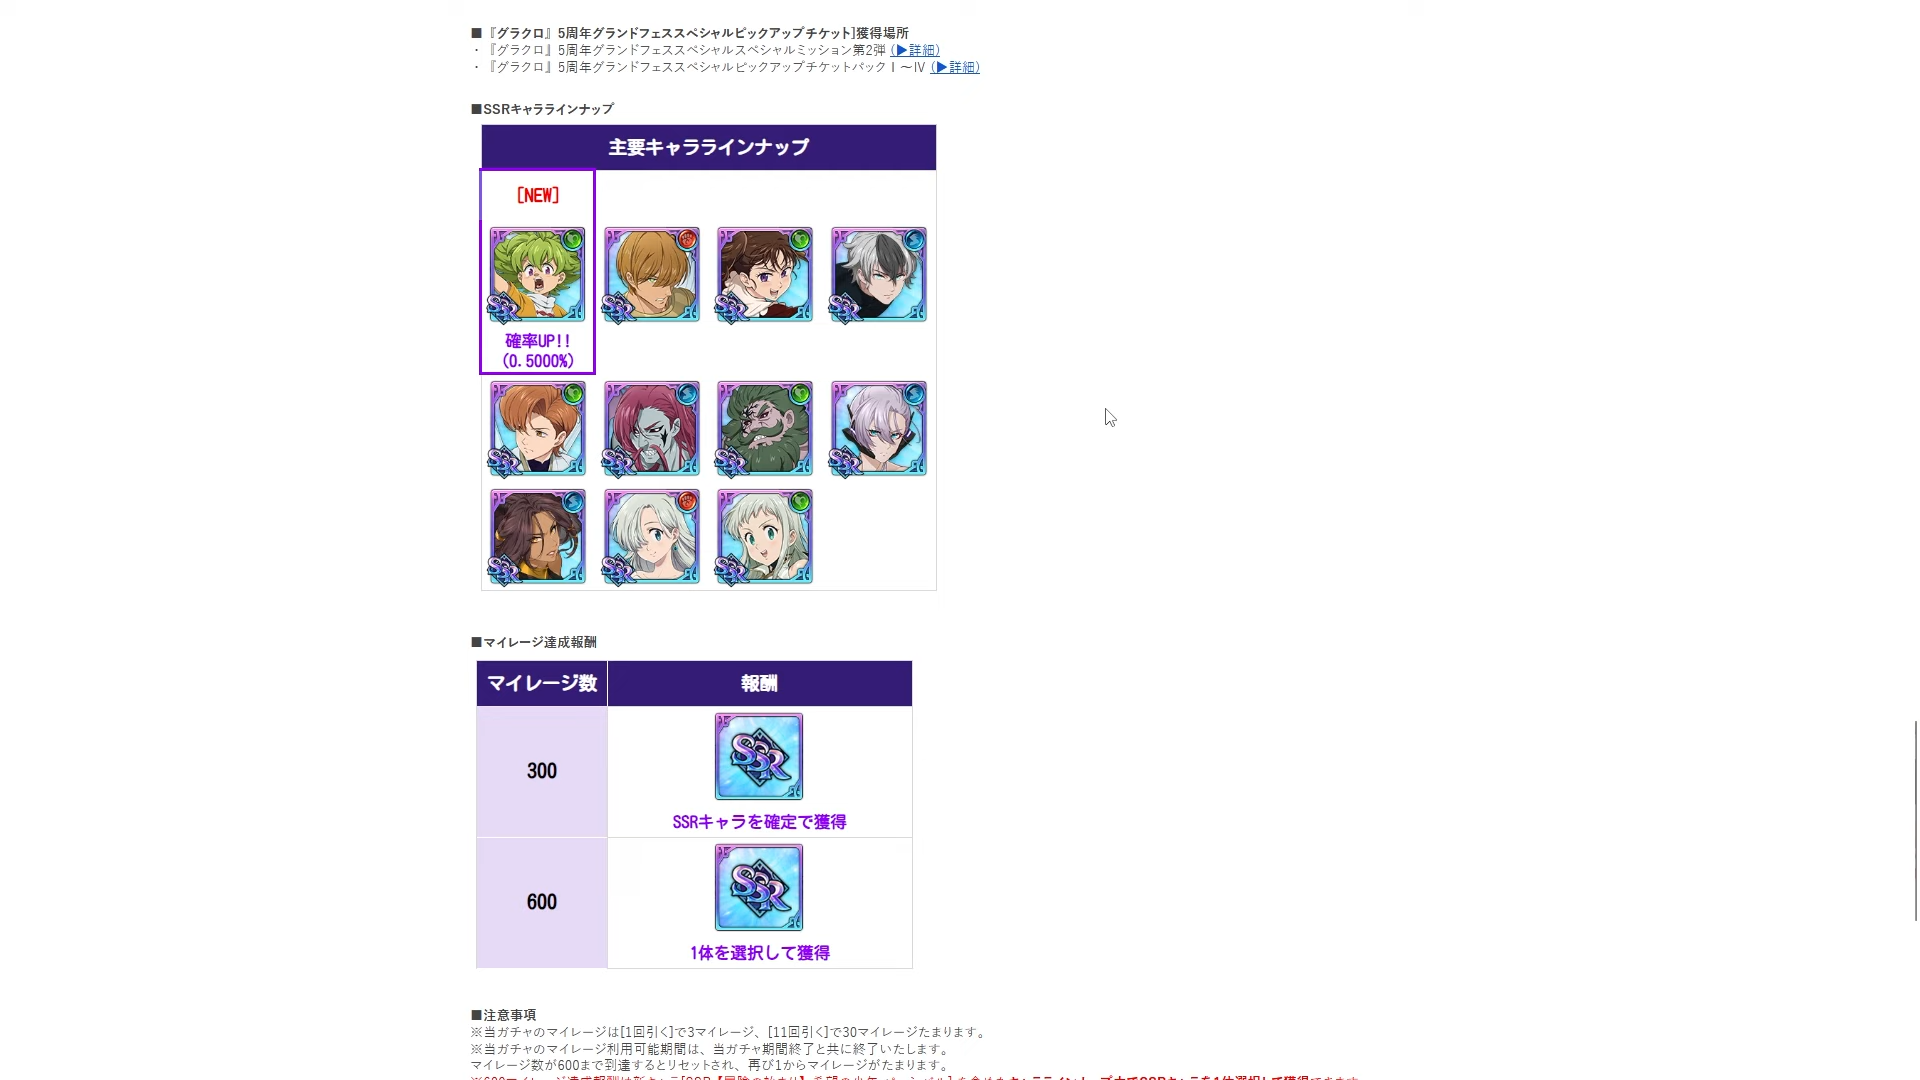 ■『グラクロ』5周年グランドフェススペシャルピックアップチケット]獲得場所
・『グラクロ』5周年グランドフェススペシャルスペシャルミッション第2弾 (▶詳細)
・『グラクロ』5周年グランドフェススペシャルピックアップチケットパックⅠ～Ⅳ (▶詳細)
■SSRキャララインナップ
主要キャララインナップ
[NEW]
SSR SSR SSR SSR
確率UP!!
(0.5000%)
SSR SSR SSR SSR
SSR SSR SSR
■マイレージ達成報酬
マイレージ数 報酬
SSR
300
SSRキャラを確定で獲得
SSR
600
1体を選択して獲得
■注意事項
※当ガチャのマイレージは[1回引く]で3マイレージ、[11回引く]で30マイレージたまります。
※当ガチャのマイレージ利用可能期間は、当ガチャ期間終了と共に終了いたします。
マイレージ数が600まで到達するとリセットされ、再び1からマイレージがたまります。